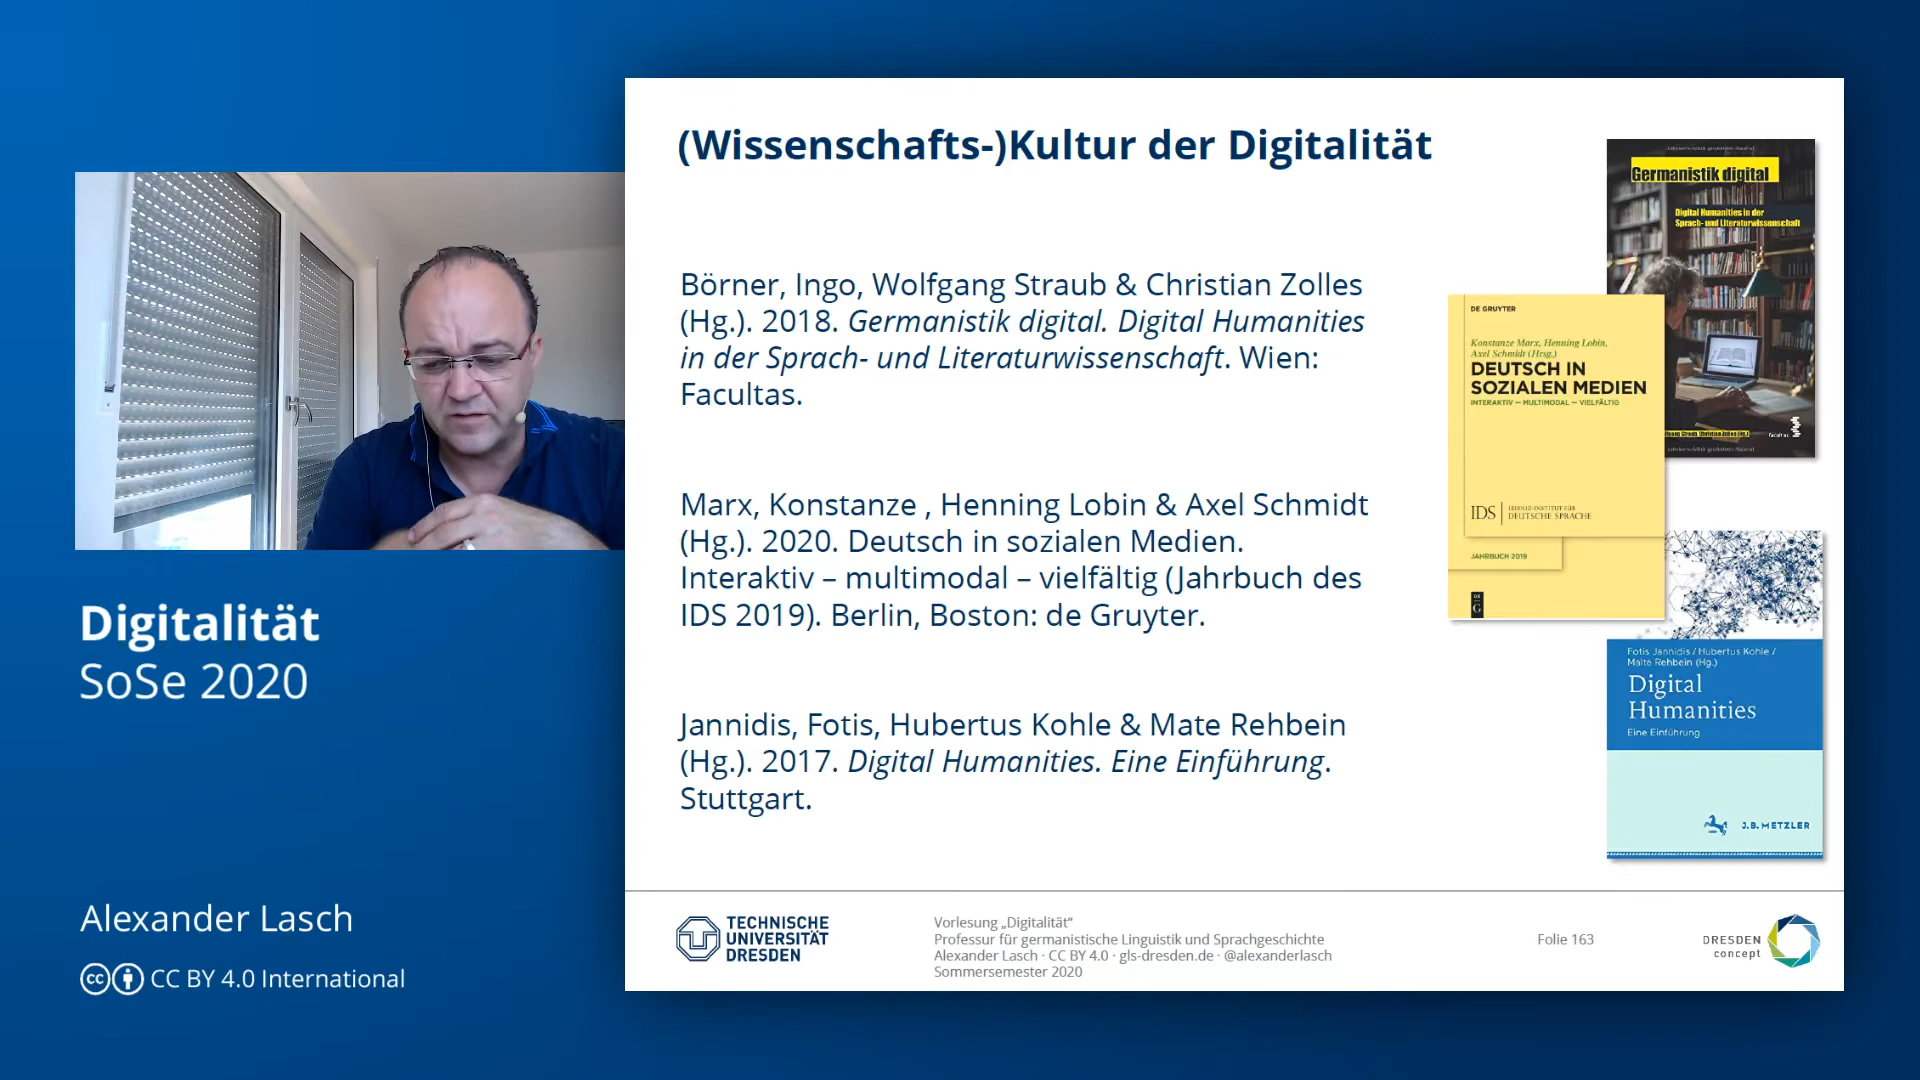 (Wissenschafts-)Kultur der Digitalität
Börner, Ingo, Wolfgang Straub & Christian Zolles
(Hg.). 2018. Germanistik digital. Digital Humanities
in der Sprach- und Literaturwissenschaft. Wien:
Facultas.
Marx, Konstanze , Henning Lobin & Axel Schmidt
(Hg.). 2020. Deutsch in sozialen Medien.
Interaktiv – multimodal – vielfältig (Jahrbuch des
IDS 2019). Berlin, Boston: de Gruyter.
Jannidis, Fotis, Hubertus Kohle & Mate Rehbein
(Hg.). 2017. Digital Humanities. Eine Einführung.
Stuttgart.
Germanistik digital
Digital Humanities in der
Sprach- und Literaturwissenschaft
facultas
DE GRUYTER
Konstanze Marx, Henning Lobin,
Axel Schmidt (Hrsg.)
DEUTSCH IN
SOZIALEN MEDIEN
INTERAKTIV – MULTIMODAL – VIELFÄLTIG
IDS LEIBNIZ-INSTITUT FÜR
DEUTSCHE SPRACHE
JAHRBUCH 2019
DE
G
Fotis Jannidis / Hubertus Kohle /
Malte Rehbein (Hg.)
Digital
Humanities
Eine Einführung
J.B. METZLER
Digitalität
SoSe 2020
Alexander Lasch
CC BY 4.0 International
TECHNISCHE
UNIVERSITÄT
DRESDEN
Vorlesung „Digitalität“
Professur für germanistische Linguistik und Sprachgeschichte
Alexander Lasch · CC BY 4.0 · gls-dresden.de · @alexanderlasch
Sommersemester 2020
Folie 163
DRESDEN
concept